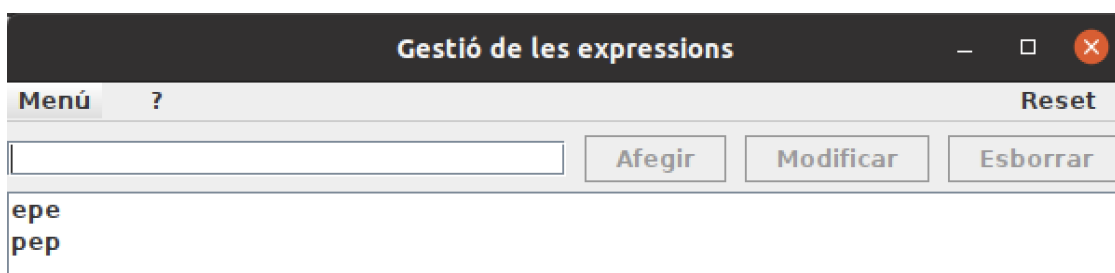 Gestió de les expressions
Menú ? Reset
Afegir Modificar Esborrar
epe
pep